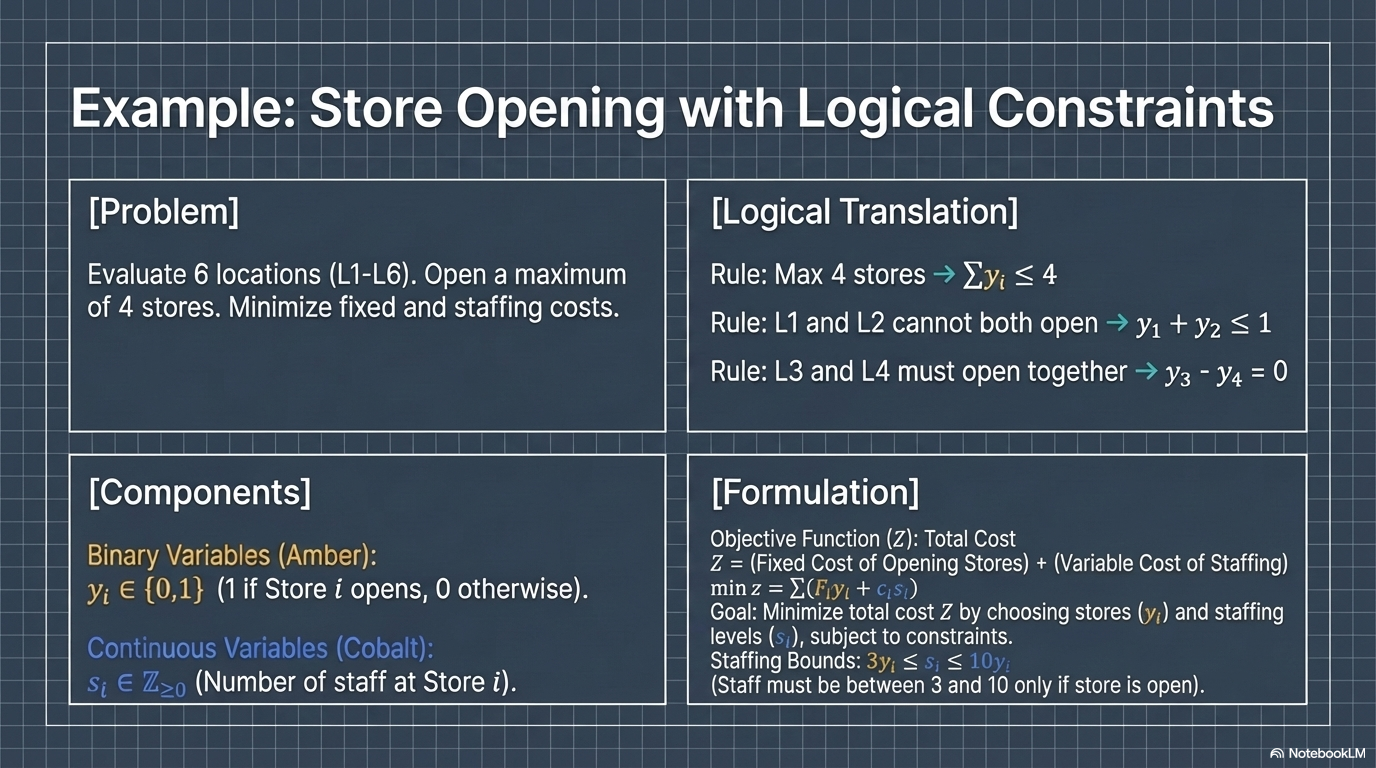 Example: Store Opening with Logical Constraints
[Problem]
Evaluate 6 locations (L1-L6). Open a maximum
of 4 stores. Minimize fixed and staffing costs.
[Logical Translation]
Rule: Max 4 stores → ∑yᵢ ≤ 4
Rule: L1 and L2 cannot both open → y₁ + y₂ ≤ 1
Rule: L3 and L4 must open together → y₃ - y₄ = 0
[Components]
Binary Variables (Amber):
yᵢ ∈ {0,1} (1 if Store i opens, 0 otherwise).
Continuous Variables (Cobalt):
sᵢ ∈ ℤ≥0 (Number of staff at Store i).
[Formulation]
Objective Function (Z): Total Cost
Z = (Fixed Cost of Opening Stores) + (Variable Cost of Staffing)
min z = ∑(Fᵢyᵢ + cᵢsᵢ)
Goal: Minimize total cost Z by choosing stores (yᵢ) and staffing
levels (sᵢ), subject to constraints.
Staffing Bounds: 3yᵢ ≤ sᵢ ≤ 10yᵢ
(Staff must be between 3 and 10 only if store is open).
NotebookLM